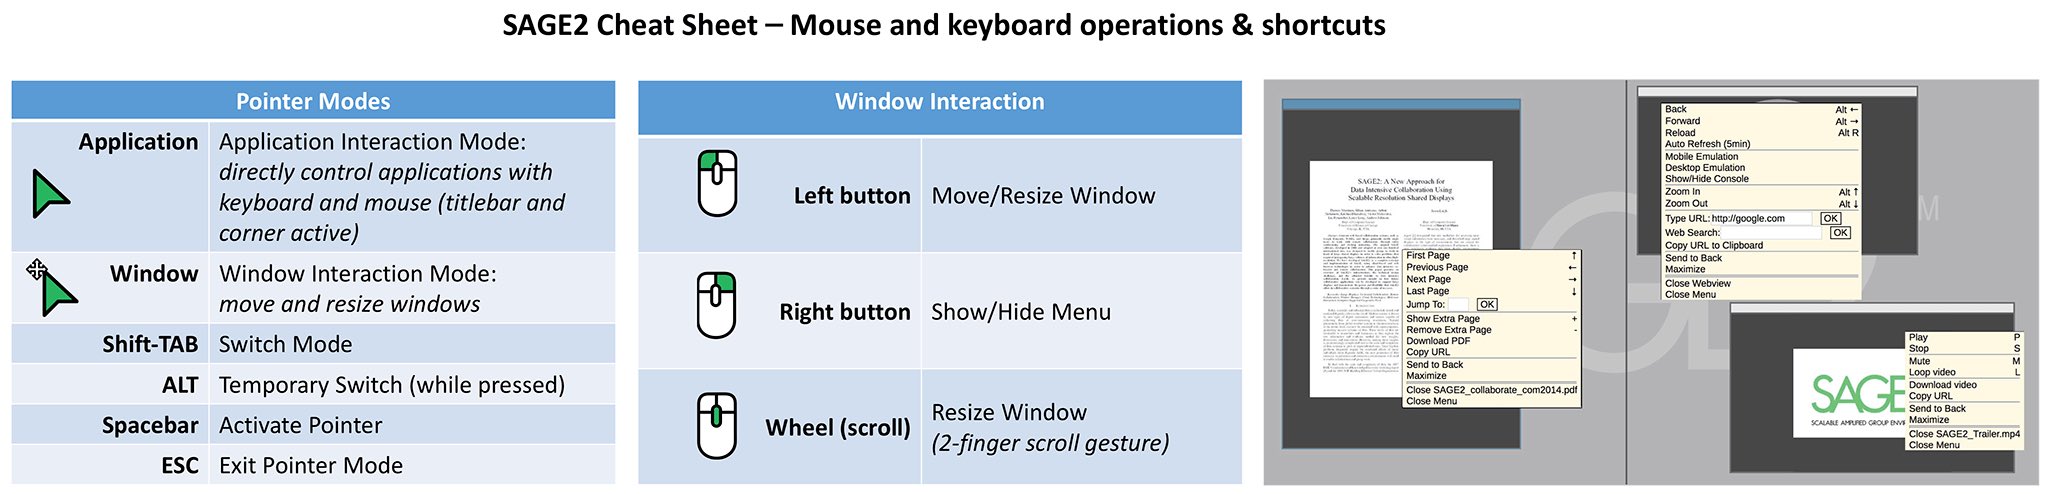 SAGE2 Cheat Sheet – Mouse and keyboard operations & shortcuts
Pointer Modes
Application
Application Interaction Mode:
directly control applications with
keyboard and mouse (titlebar and
corner active)
Window
Window Interaction Mode:
move and resize windows
Shift-TAB Switch Mode
ALT Temporary Switch (while pressed)
Spacebar Activate Pointer
ESC Exit Pointer Mode
Window Interaction
Left button Move/Resize Window
Right button Show/Hide Menu
Wheel (scroll)
Resize Window
(2-finger scroll gesture)
SAGE2: A New Approach for
Data Intensive Collaboration Using
Scalable Resolution Shared Displays
First Page ↑
Previous Page ←
Next Page →
Last Page ↓
Jump To: OK
Show Extra Page +
Remove Extra Page -
Download PDF
Copy URL
Send to Back
Maximize
Close SAGE2_collaborate_com2014.pdf
Close Menu
Back Alt ←
Forward Alt →
Reload Alt R
Auto Refresh (5min)
Mobile Emulation
Desktop Emulation
Show/Hide Console
Zoom In Alt ↑
Zoom Out Alt ↓
Type URL: http://google.com OK
Web Search: OK
Copy URL to Clipboard
Send to Back
Maximize
Close Webview
Close Menu
TM
SAGE
SCALABLE AMPLIFIED GROUP ENVI
Play P
Stop S
Mute M
Loop video L
Download video
Copy URL
Send to Back
Maximize
Close SAGE2_Trailer.mp4
Close Menu